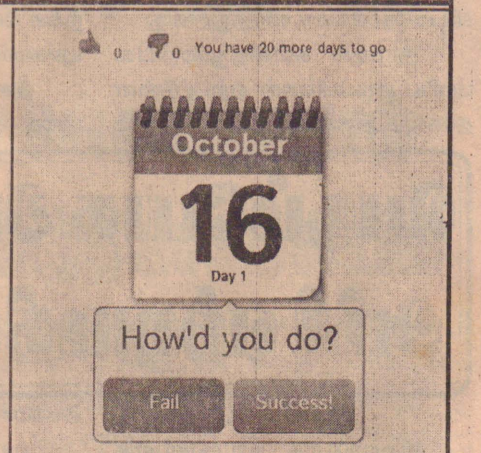 0 0 You have 20 more days to go
October
16
Day 1
How'd you do?
Fail Success!